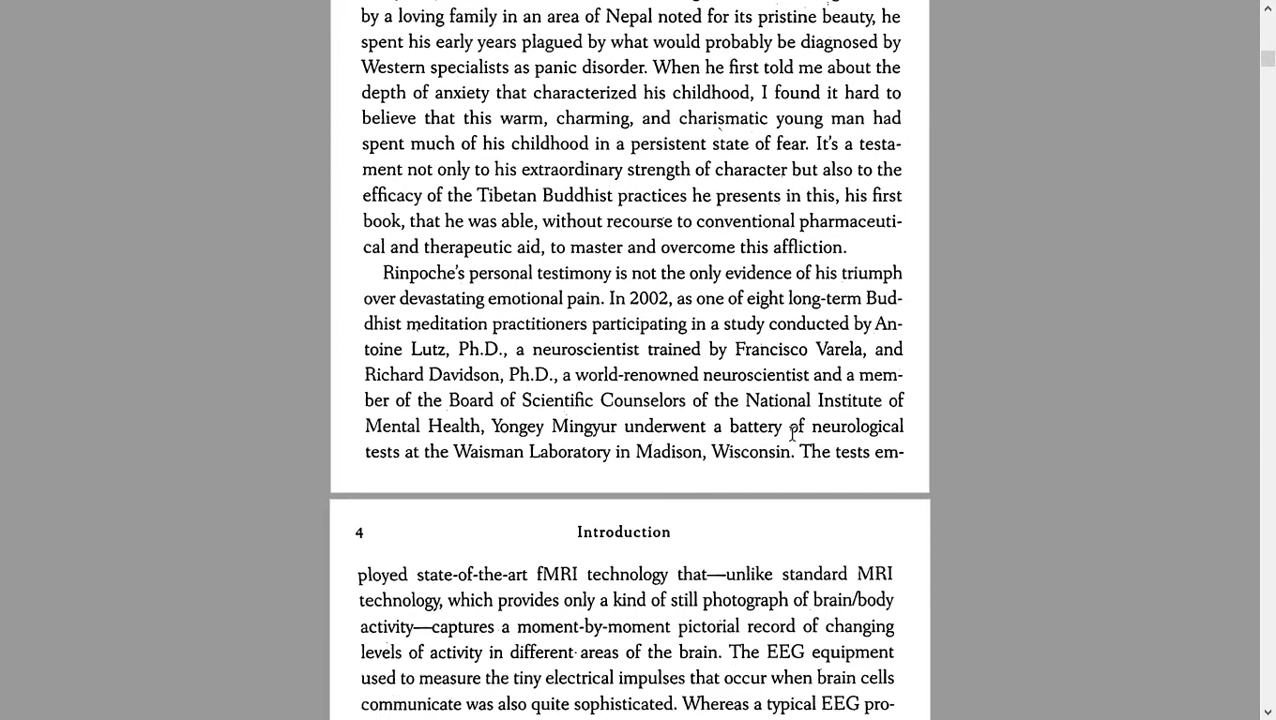 by a loving family in an area of Nepal noted for its pristine beauty, he
spent his early years plagued by what would probably be diagnosed by
Western specialists as panic disorder. When he first told me about the
depth of anxiety that characterized his childhood, I found it hard to
believe that this warm, charming, and charismatic young man had
spent much of his childhood in a persistent state of fear. It's a testa-
ment not only to his extraordinary strength of character but also to the
efficacy of the Tibetan Buddhist practices he presents in this, his first
book, that he was able, without recourse to conventional pharmaceuti-
cal and therapeutic aid, to master and overcome this affliction.
Rinpoche's personal testimony is not the only evidence of his triumph
over devastating emotional pain. In 2002, as one of eight long-term Bud-
dhist meditation practitioners participating in a study conducted by An-
toine Lutz, Ph.D., a neuroscientist trained by Francisco Varela, and
Richard Davidson, Ph.D., a world-renowned neuroscientist and a mem-
ber of the Board of Scientific Counselors of the National Institute of
Mental Health, Yongey Mingyur underwent a battery of neurological
tests at the Waisman Laboratory in Madison, Wisconsin. The tests em-
4 Introduction
ployed state-of-the-art fMRI technology that—unlike standard MRI
technology, which provides only a kind of still photograph of brain/body
activity—captures a moment-by-moment pictorial record of changing
levels of activity in different areas of the brain. The EEG equipment
used to measure the tiny electrical impulses that occur when brain cells
communicate was also quite sophisticated. Whereas a typical EEG pro-